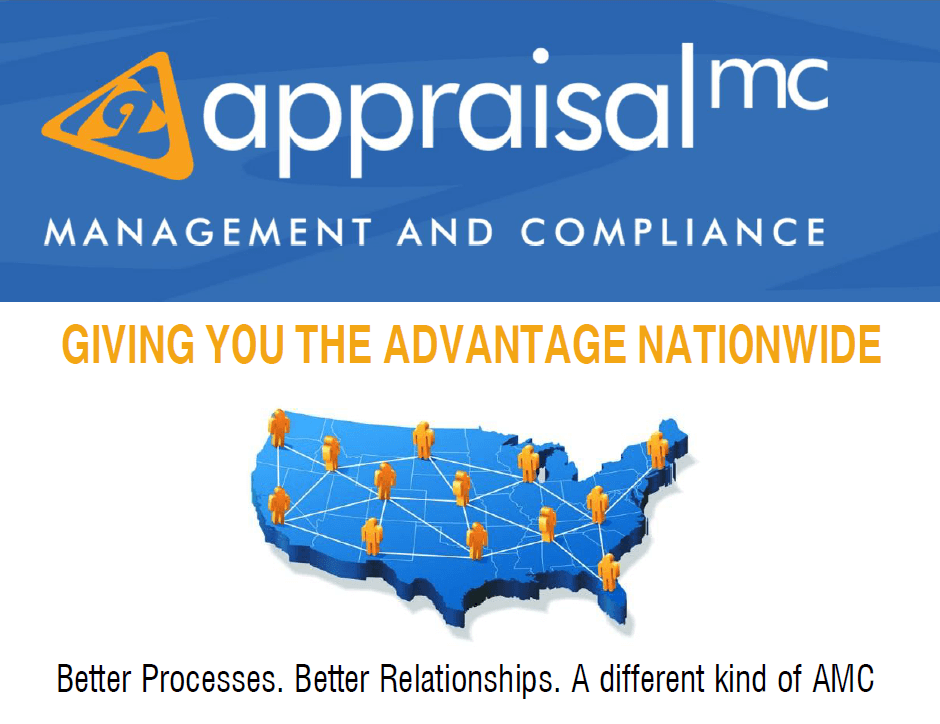 appraisal mc
MANAGEMENT AND COMPLIANCE
GIVING YOU THE ADVANTAGE NATIONWIDE
Better Processes. Better Relationships. A different kind of AMC